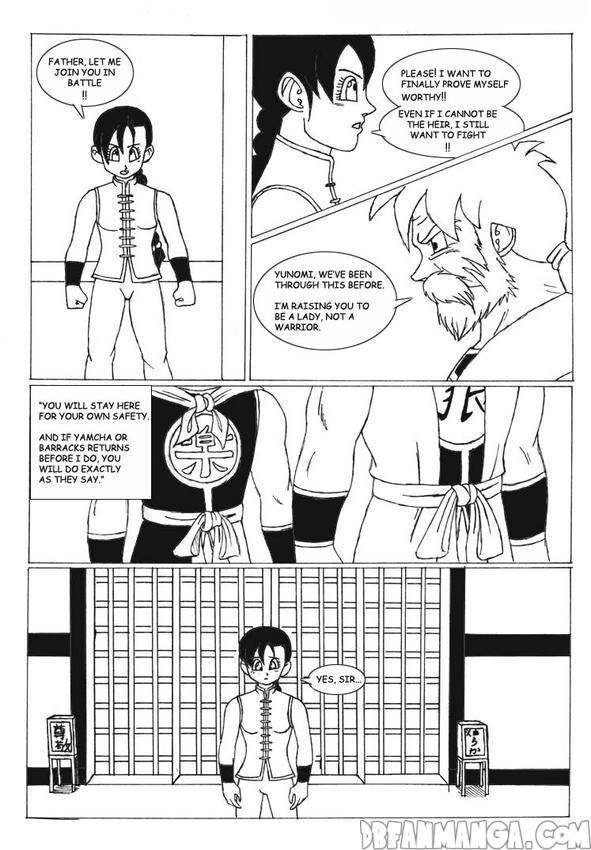 FATHER, LET ME
JOIN YOU IN
BATTLE
!!
PLEASE! I WANT TO
FINALLY PROVE MYSELF
WORTHY!!
EVEN IF I CANNOT BE
THE HEIR, I STILL
WANT TO FIGHT
!!
YUNOMI, WE'VE BEEN
THROUGH THIS BEFORE.
I'M RAISING YOU TO
BE A LADY, NOT A
WARRIOR.
"YOU WILL STAY HERE
FOR YOUR OWN SAFETY.
AND IF YAMCHA OR
BARRACKS RETURNS
BEFORE I DO, YOU
WILL DO EXACTLY
AS THEY SAY."
楽
YES, SIR...
尊
敬
DBFANMANGA.COM